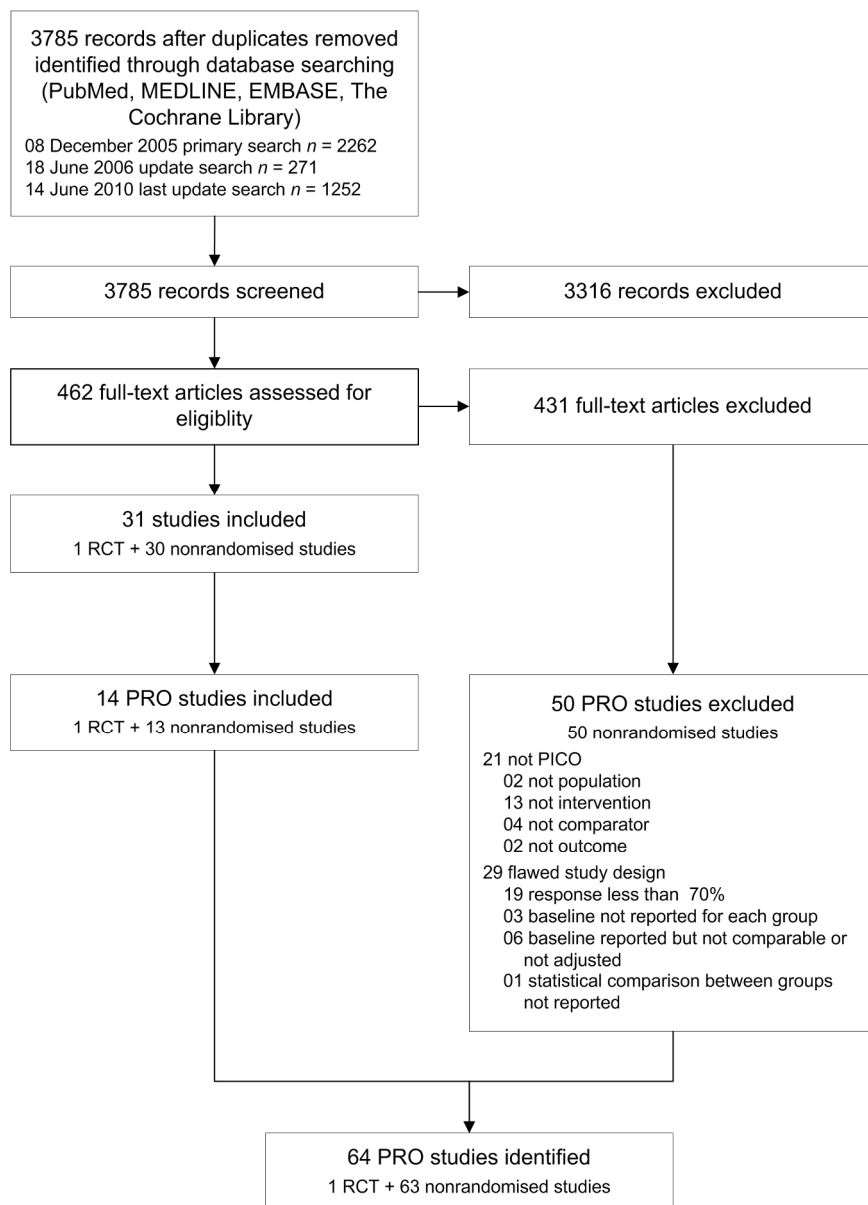 3785 records after duplicates removed
identified through database searching
(PubMed, MEDLINE, EMBASE, The
Cochrane Library)
08 December 2005 primary search n = 2262
18 June 2006 update search n = 271
14 June 2010 last update search n = 1252
3785 records screened
3316 records excluded
462 full-text articles assessed for
eligiblity
431 full-text articles excluded
31 studies included
1 RCT + 30 nonrandomised studies
14 PRO studies included
1 RCT + 13 nonrandomised studies
50 PRO studies excluded
50 nonrandomised studies
21 not PICO
02 not population
13 not intervention
04 not comparator
02 not outcome
29 flawed study design
19 response less than 70%
03 baseline not reported for each group
06 baseline reported but not comparable or
not adjusted
01 statistical comparison between groups
not reported
64 PRO studies identified
1 RCT + 63 nonrandomised studies